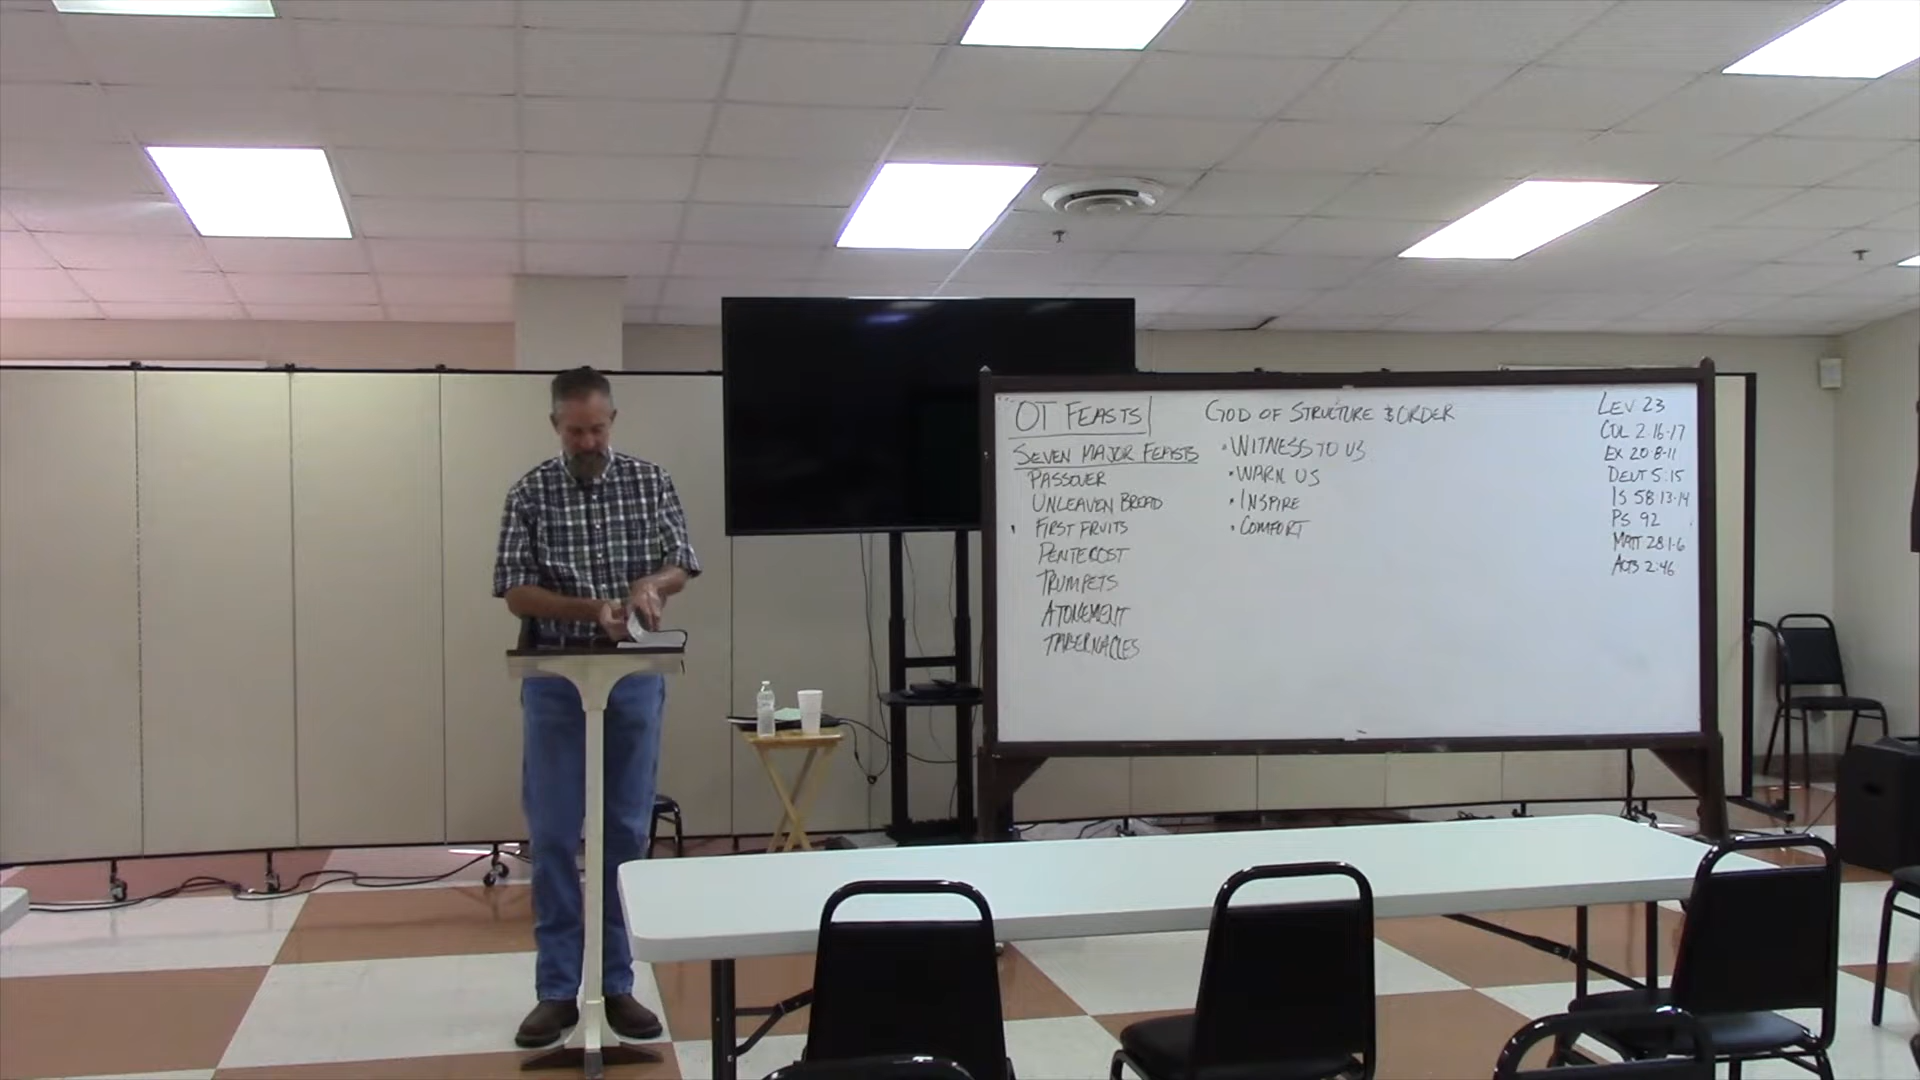 OT FEASTS
SEVEN MAJOR FEASTS
PASSOVER
UNLEAVEN BREAD
FIRST FRUITS
PENTECOST
TRUMPETS
ATONEMENT
TABERNACLES
GOD OF STRUCTURE & ORDER
• WITNESS TO US
• WARN US
• INSPIRE
• COMFORT
LEV 23
COL 2:16-17
EX 20 8-11
DEUT 5:15
IS 58 13-14
PS 92
MATT 28 1-6
ACTS 2:46